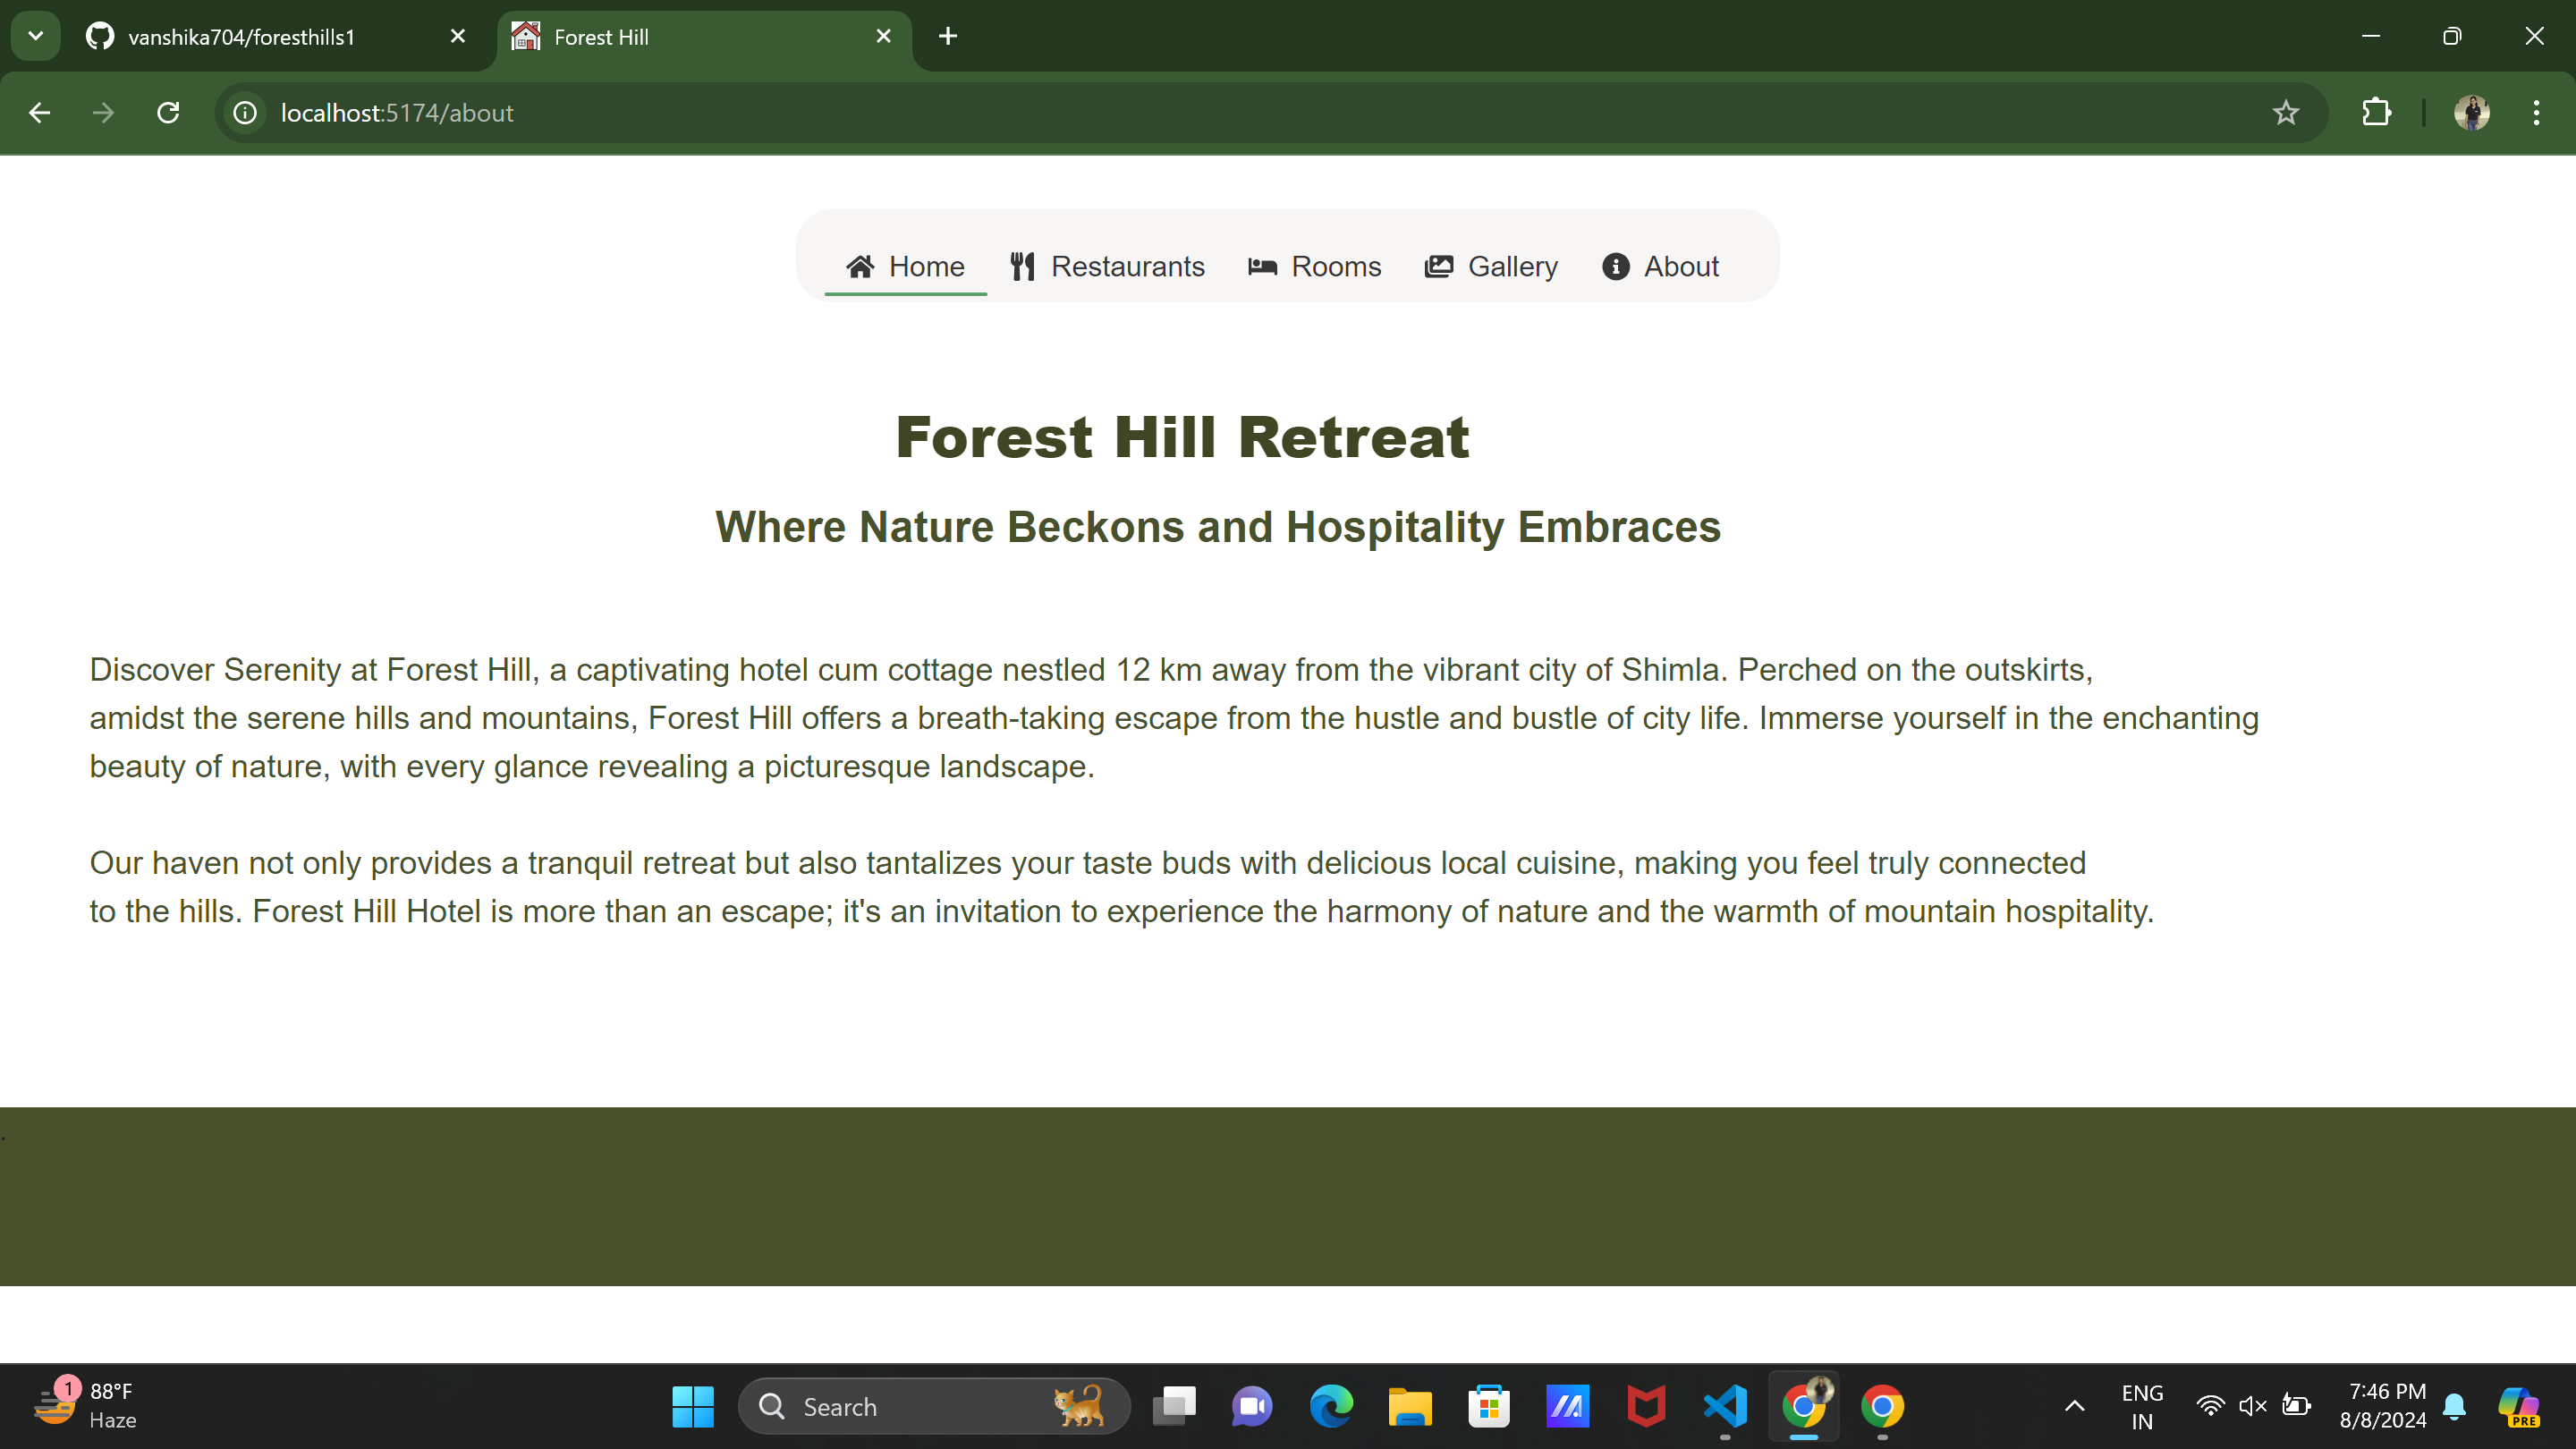 vanshika704/foresthills1
Forest Hill
localhost:5174/about
Home Restaurants Rooms Gallery About
Forest Hill Retreat
Where Nature Beckons and Hospitality Embraces
Discover Serenity at Forest Hill, a captivating hotel cum cottage nestled 12 km away from the vibrant city of Shimla. Perched on the outskirts,
amidst the serene hills and mountains, Forest Hill offers a breath-taking escape from the hustle and bustle of city life. Immerse yourself in the enchanting
beauty of nature, with every glance revealing a picturesque landscape.
Our haven not only provides a tranquil retreat but also tantalizes your taste buds with delicious local cuisine, making you feel truly connected
to the hills. Forest Hill Hotel is more than an escape; it's an invitation to experience the harmony of nature and the warmth of mountain hospitality.
.
1
88°F
Haze
Search
ENG
IN
7:46 PM
8/8/2024
PRE